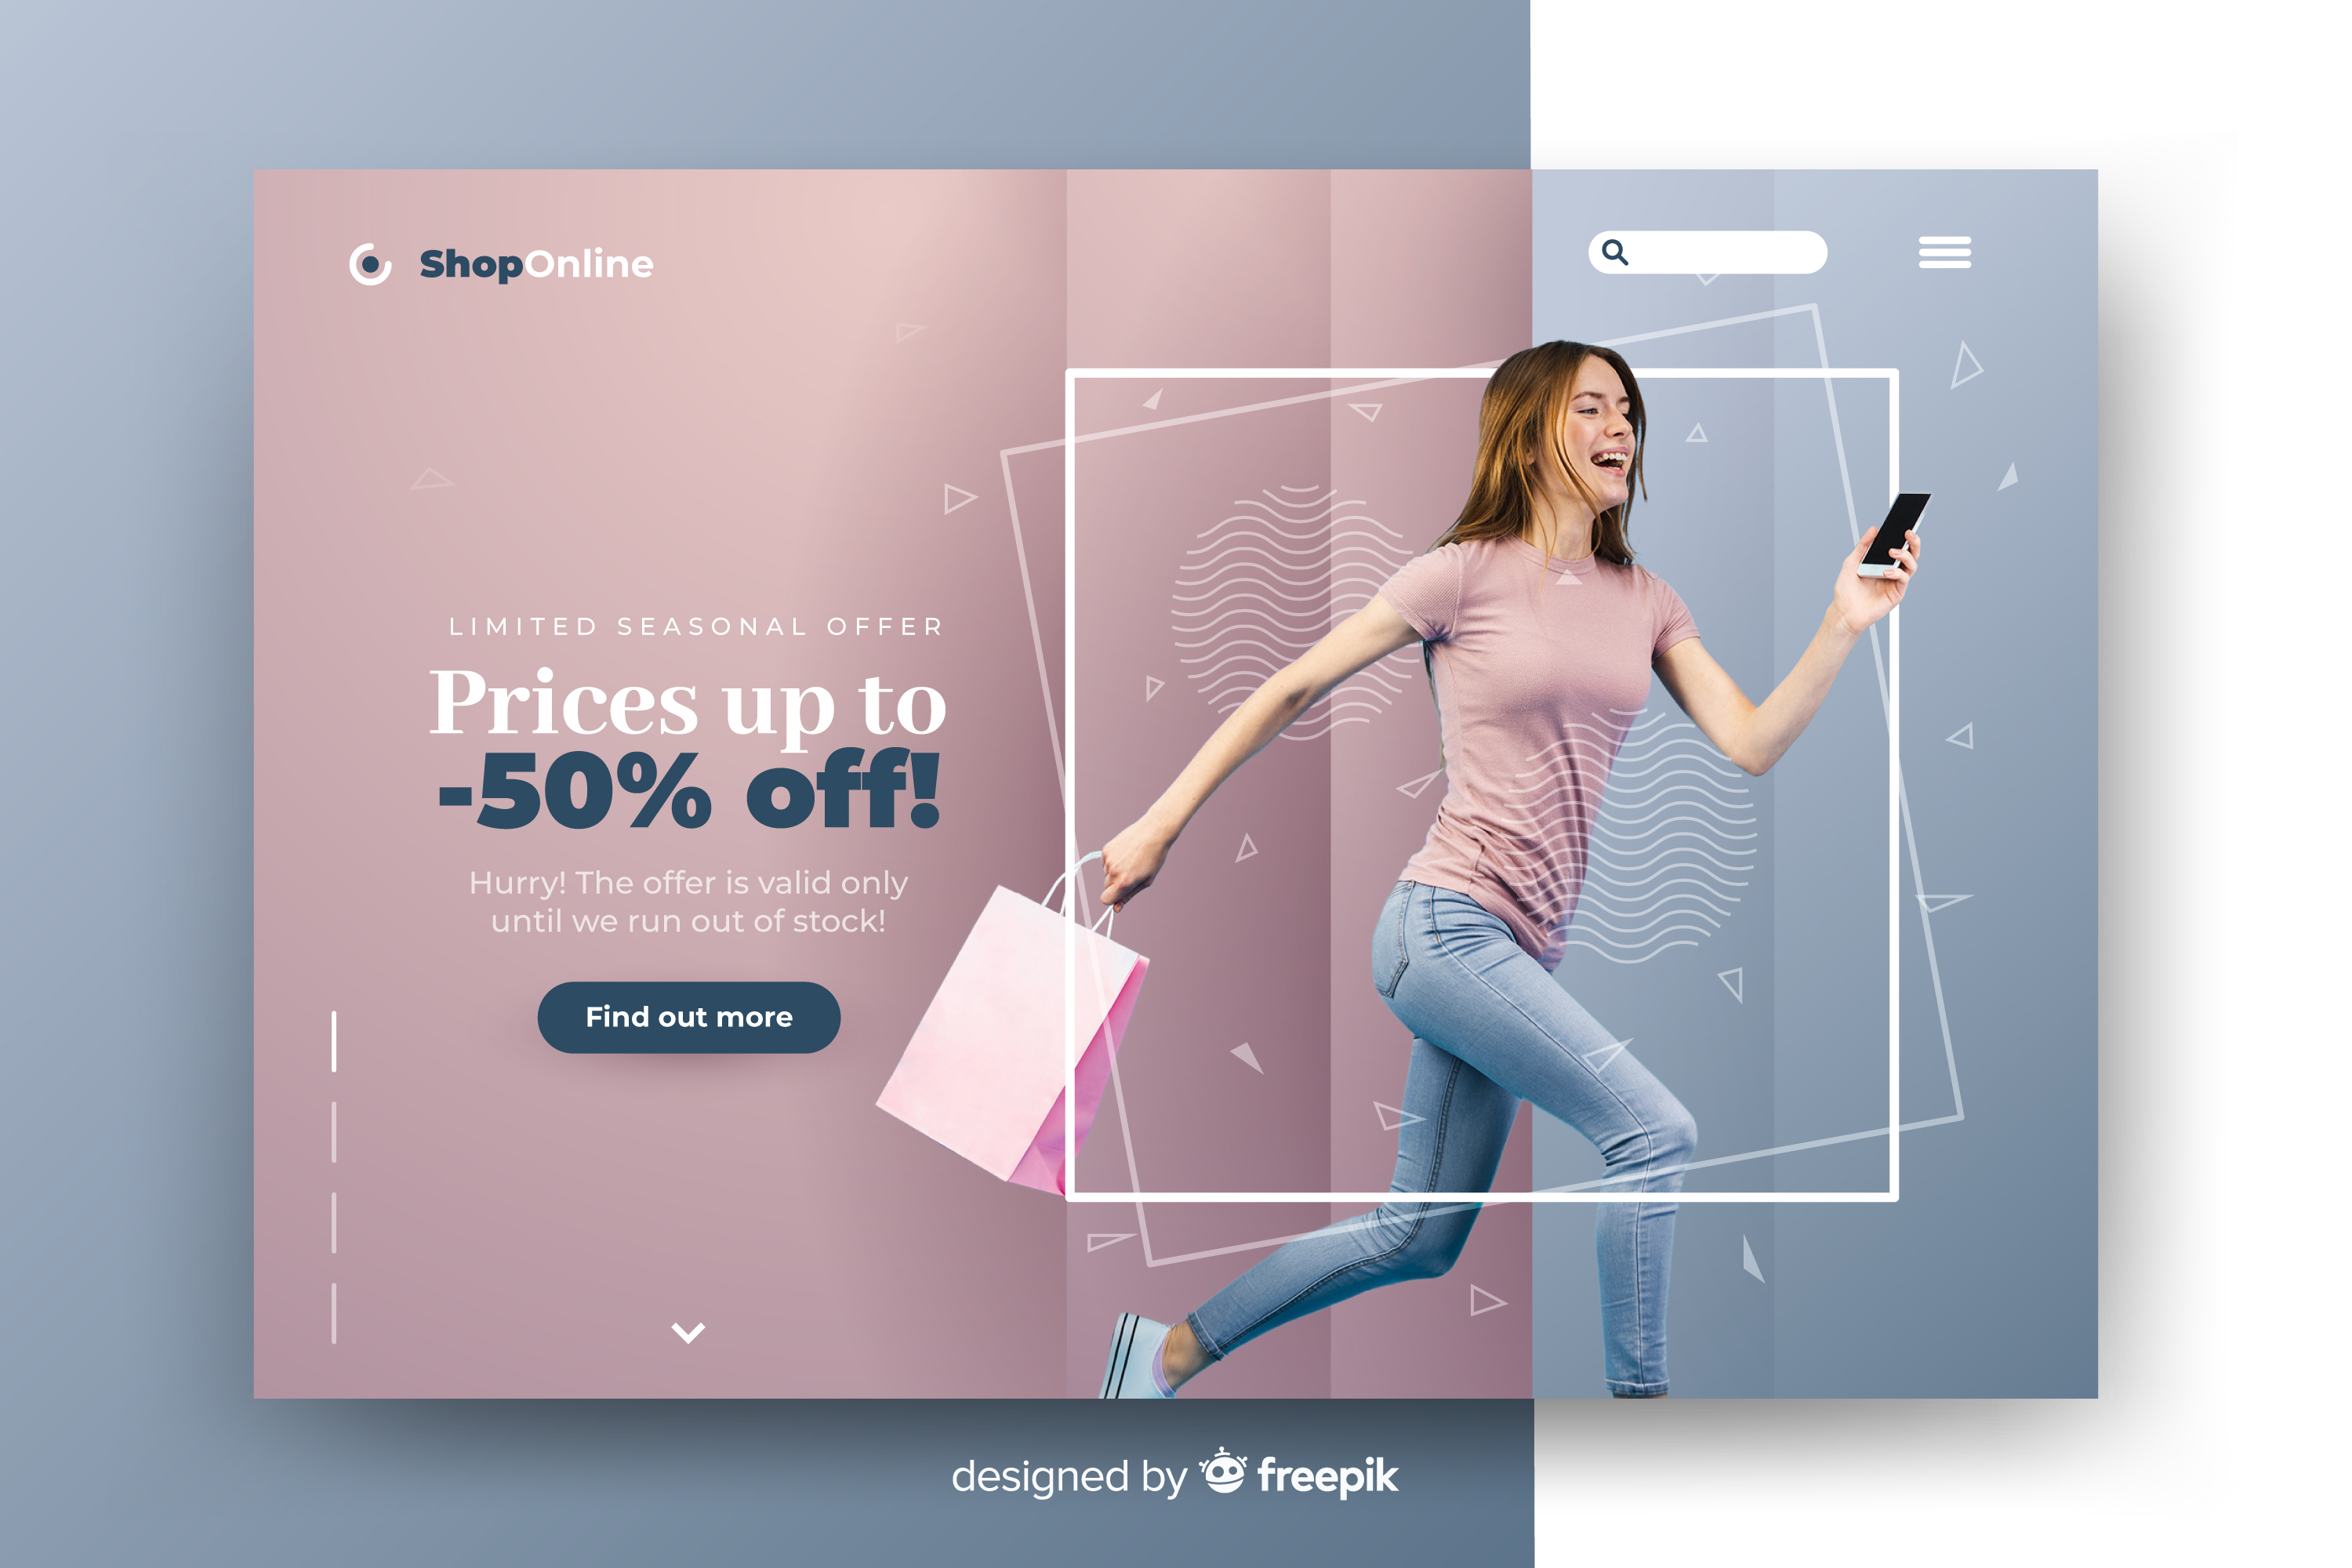 ShopOnline
LIMITED SEASONAL OFFER
Prices up to
-50% off!
Hurry! The offer is valid only
until we run out of stock!
Find out more
designed by freepik